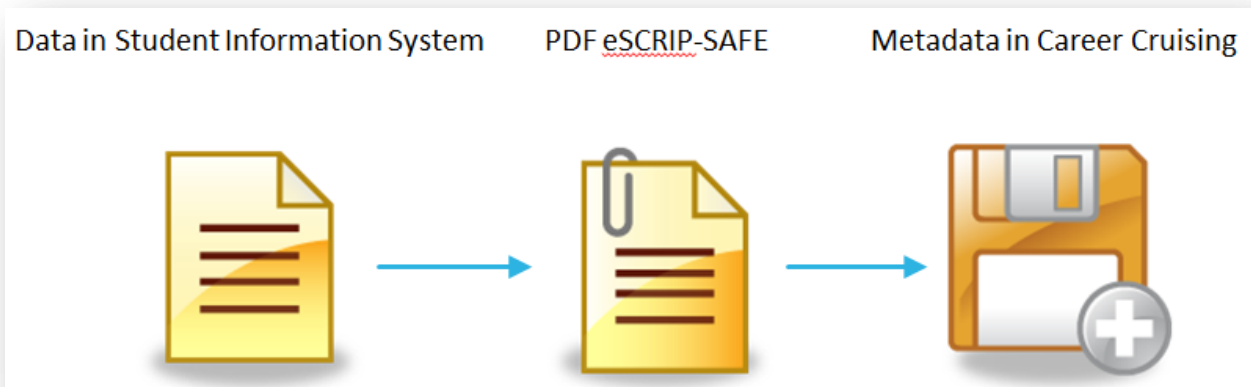 Data in Student Information System
PDF eSCRIP-SAFE
Metadata in Career Cruising